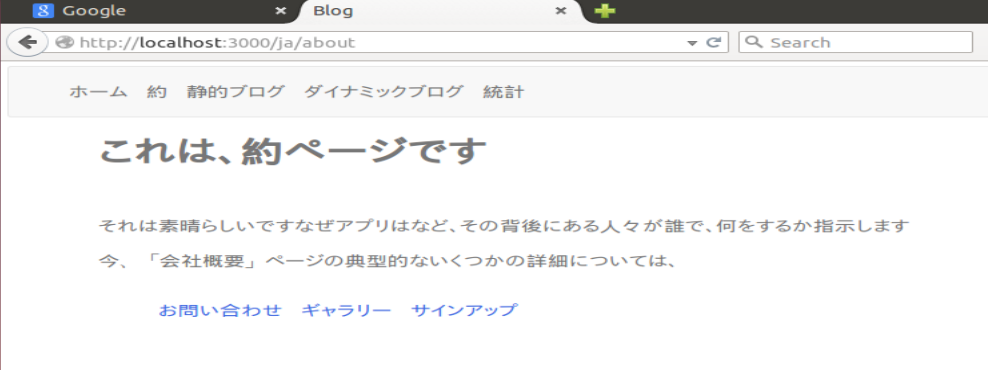 Google
Blog
http://localhost:3000/ja/about
Search
ホーム 約 静的ブログ ダイナミックブログ 統計
これは、約ページです
それは素晴らしいですなぜアプリはなど、その背後にある人々が誰で、何をするか指示します
今、「会社概要」ページの典型的ないくつかの詳細については、
お問い合わせ ギャラリー サインアップ